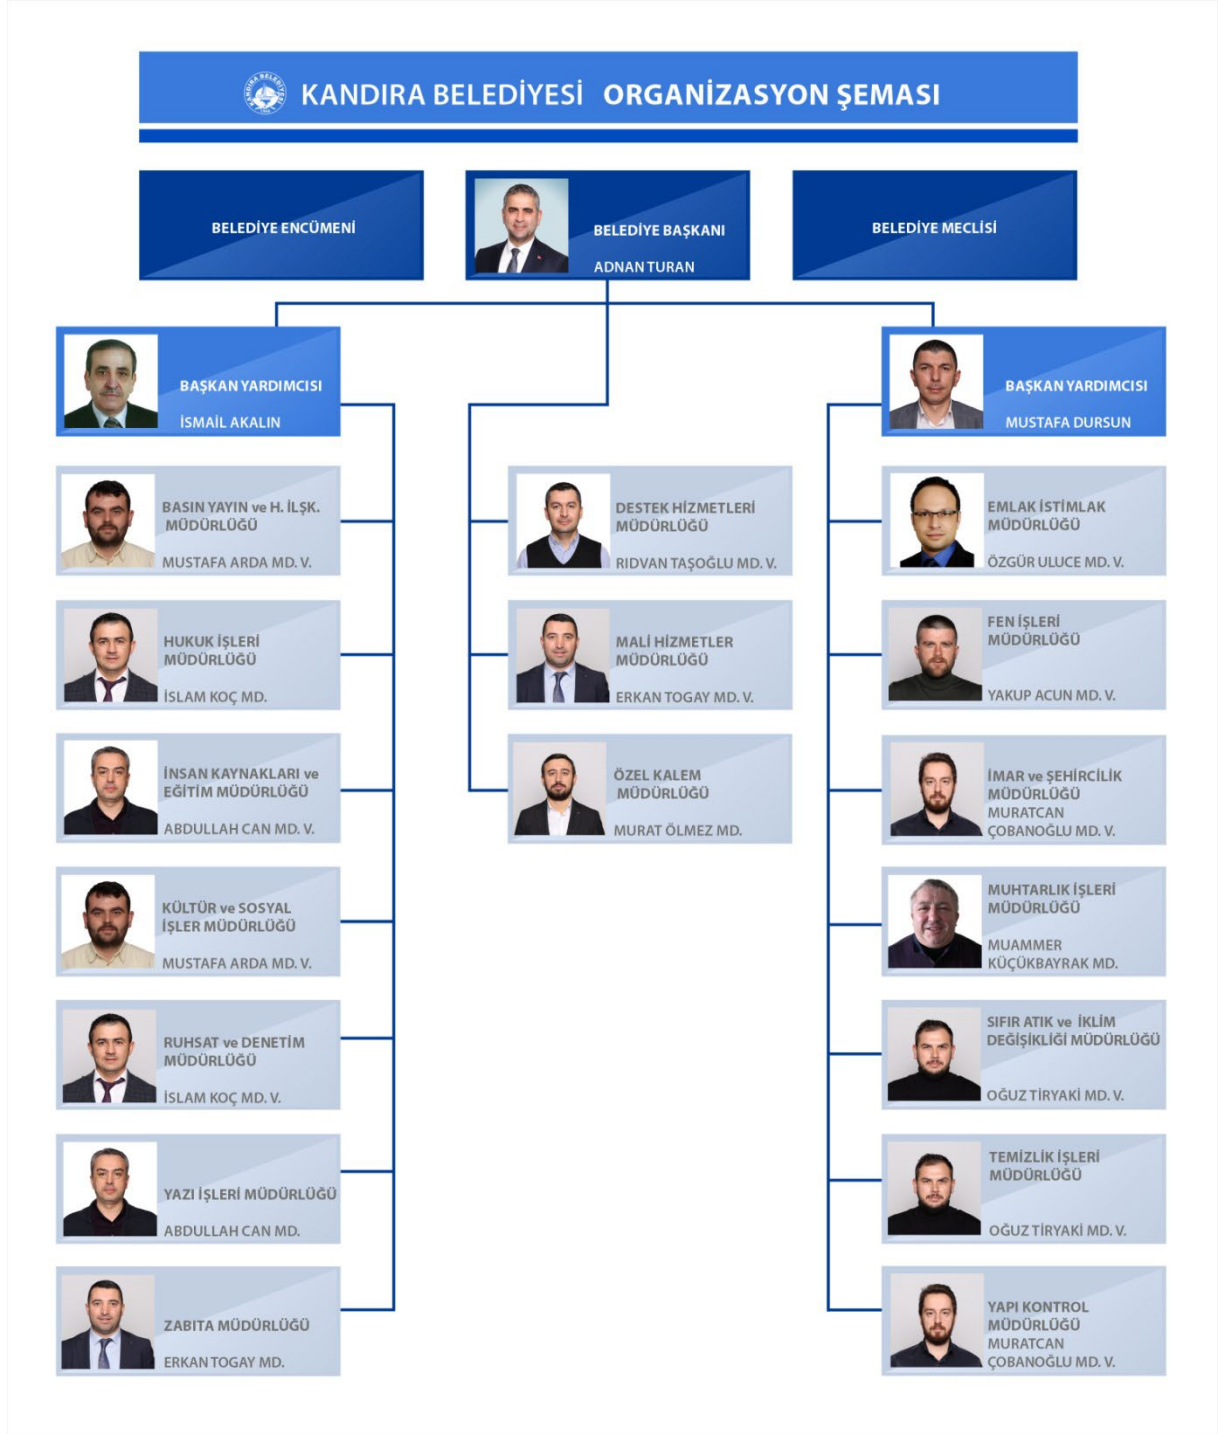 KANDIRA BELEDİYESİ ORGANİZASYON ŞEMASI
BELEDİYE ENCÜMENİ
BELEDİYE BAŞKANI
ADNAN TURAN
BELEDİYE MECLİSİ
BAŞKAN YARDIMCISI
İSMAİL AKALIN
BAŞKAN YARDIMCISI
MUSTAFA DURSUN
BASIN YAYIN ve H. İLŞK.
MÜDÜRLÜĞÜ
MUSTAFA ARDA MD. V.
HUKUK İŞLERİ
MÜDÜRLÜĞÜ
İSLAM KOÇ MD.
İNSAN KAYNAKLARI ve
EĞİTİM MÜDÜRLÜĞÜ
ABDULLAH CAN MD. V.
KÜLTÜR ve SOSYAL
İŞLER MÜDÜRLÜĞÜ
MUSTAFA ARDA MD. V.
RUHSAT ve DENETİM
MÜDÜRLÜĞÜ
İSLAM KOÇ MD. V.
YAZI İŞLERİ MÜDÜRLÜĞÜ
ABDULLAH CAN MD.
ZABITA MÜDÜRLÜĞÜ
ERKAN TOGAY MD.
DESTEK HİZMETLERİ
MÜDÜRLÜĞÜ
RIDVAN TAŞOĞLU MD. V.
MALİ HİZMETLER
MÜDÜRLÜĞÜ
ERKAN TOGAY MD. V.
ÖZEL KALEM
MÜDÜRLÜĞÜ
MURAT ÖLMEZ MD.
EMLAK İSTİMLAK
MÜDÜRLÜĞÜ
ÖZGÜR ULUCE MD. V.
FEN İŞLERİ
MÜDÜRLÜĞÜ
YAKUP ACUN MD. V.
İMAR ve ŞEHİRCİLİK
MÜDÜRLÜĞÜ
MURATCAN
ÇOBANOĞLU MD. V.
MUHTARLIK İŞLERİ
MÜDÜRLÜĞÜ
MUAMMER
KÜÇÜKBAYRAK MD.
SIFIR ATIK ve İKLİM
DEĞİŞİKLİĞİ MÜDÜRLÜĞÜ
OĞUZ TİRYAKİ MD. V.
TEMİZLİK İŞLERİ
MÜDÜRLÜĞÜ
OĞUZ TİRYAKİ MD. V.
YAPI KONTROL
MÜDÜRLÜĞÜ
MURATCAN
ÇOBANOĞLU MD. V.